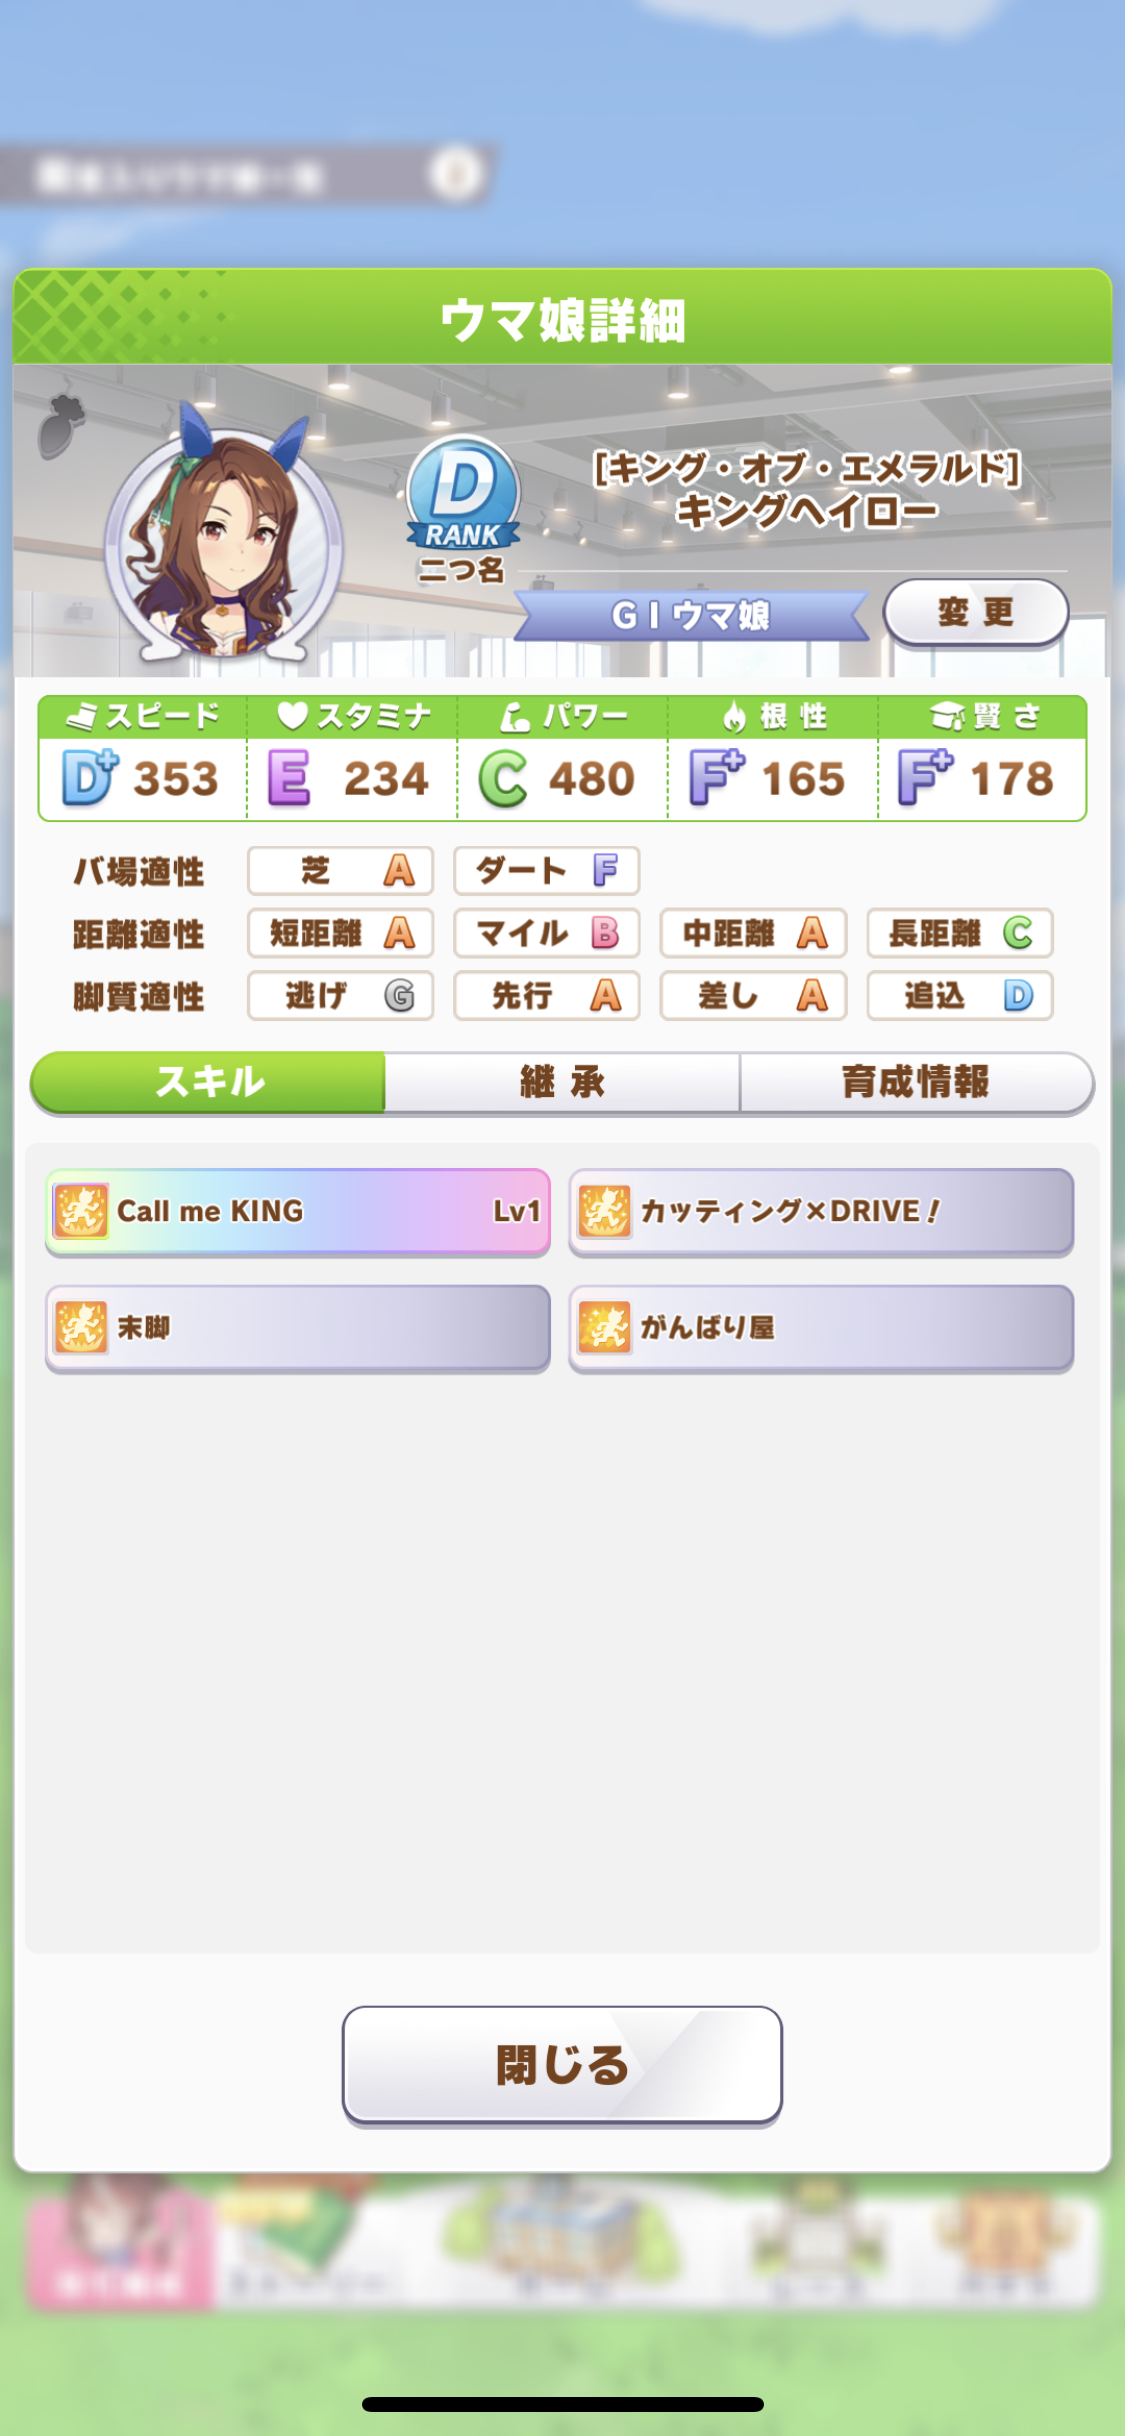 ウマ娘詳細
[キング・オブ・エメラルド]
キングヘイロー
D
RANK
二つ名
GⅠウマ娘
変更
スピード スタミナ パワー 根性 賢さ
D+ 353 E 234 C 480 F+ 165 F+ 178
バ場適性 芝 A ダート F
距離適性 短距離 A マイル B 中距離 A 長距離 C
脚質適性 逃げ G 先行 A 差し A 追込 D
スキル 継承 育成情報
Call me KING Lv1 カッティング×DRIVE！
末脚 がんばり屋
閉じる